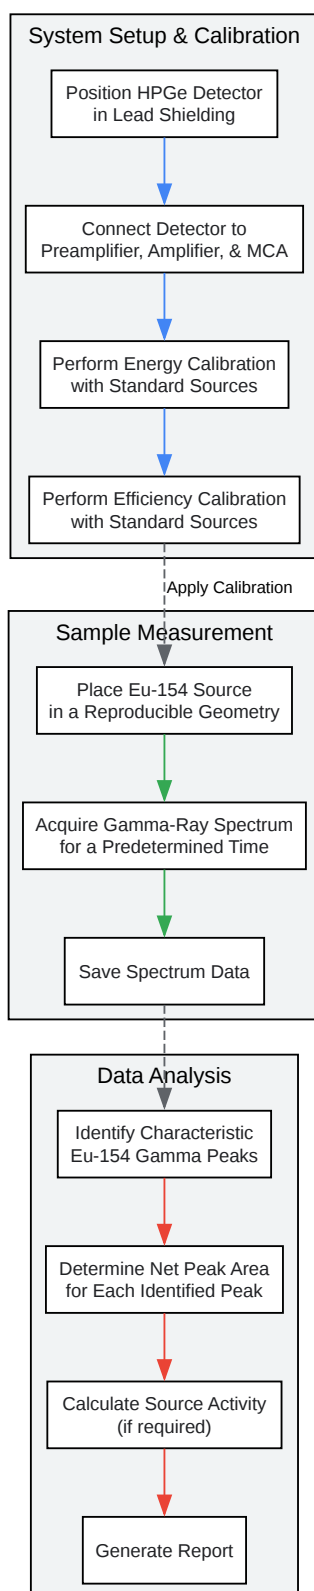 System Setup & Calibration
Position HPGe Detector
in Lead Shielding
Connect Detector to
Preamplifier, Amplifier, & MCA
Perform Energy Calibration
with Standard Sources
Perform Efficiency Calibration
with Standard Sources
Apply Calibration
Sample Measurement
Place Eu-154 Source
in a Reproducible Geometry
Acquire Gamma-Ray Spectrum
for a Predetermined Time
Save Spectrum Data
Data Analysis
Identify Characteristic
Eu-154 Gamma Peaks
Determine Net Peak Area
for Each Identified Peak
Calculate Source Activity
(if required)
Generate Report